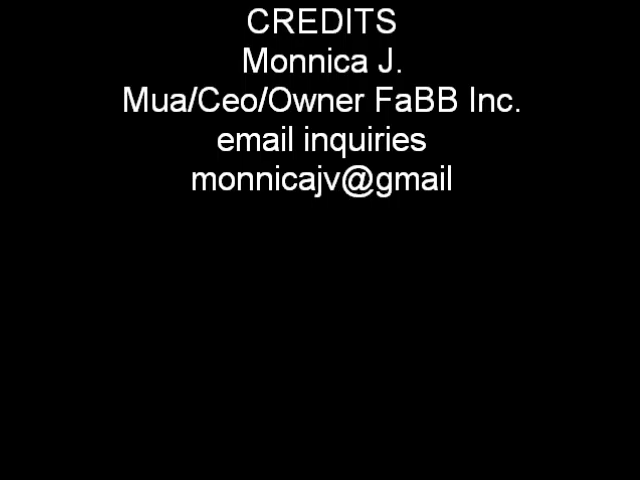 CREDITS
Monnica J.
Mua/Ceo/Owner FaBB Inc.
email inquiries
monnicajv@gmail